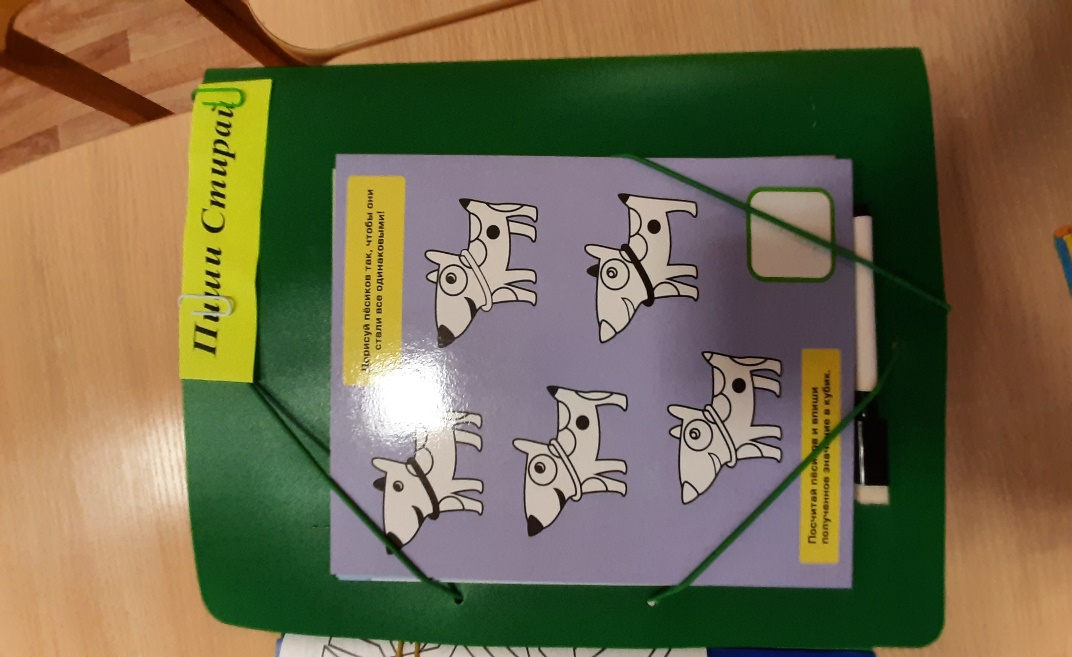 Пиши Стирай
Дорисуй пёсиков так, чтобы они
стали все одинаковыми!
Посчитай пёсиков и впиши
полученное значение в кубик.